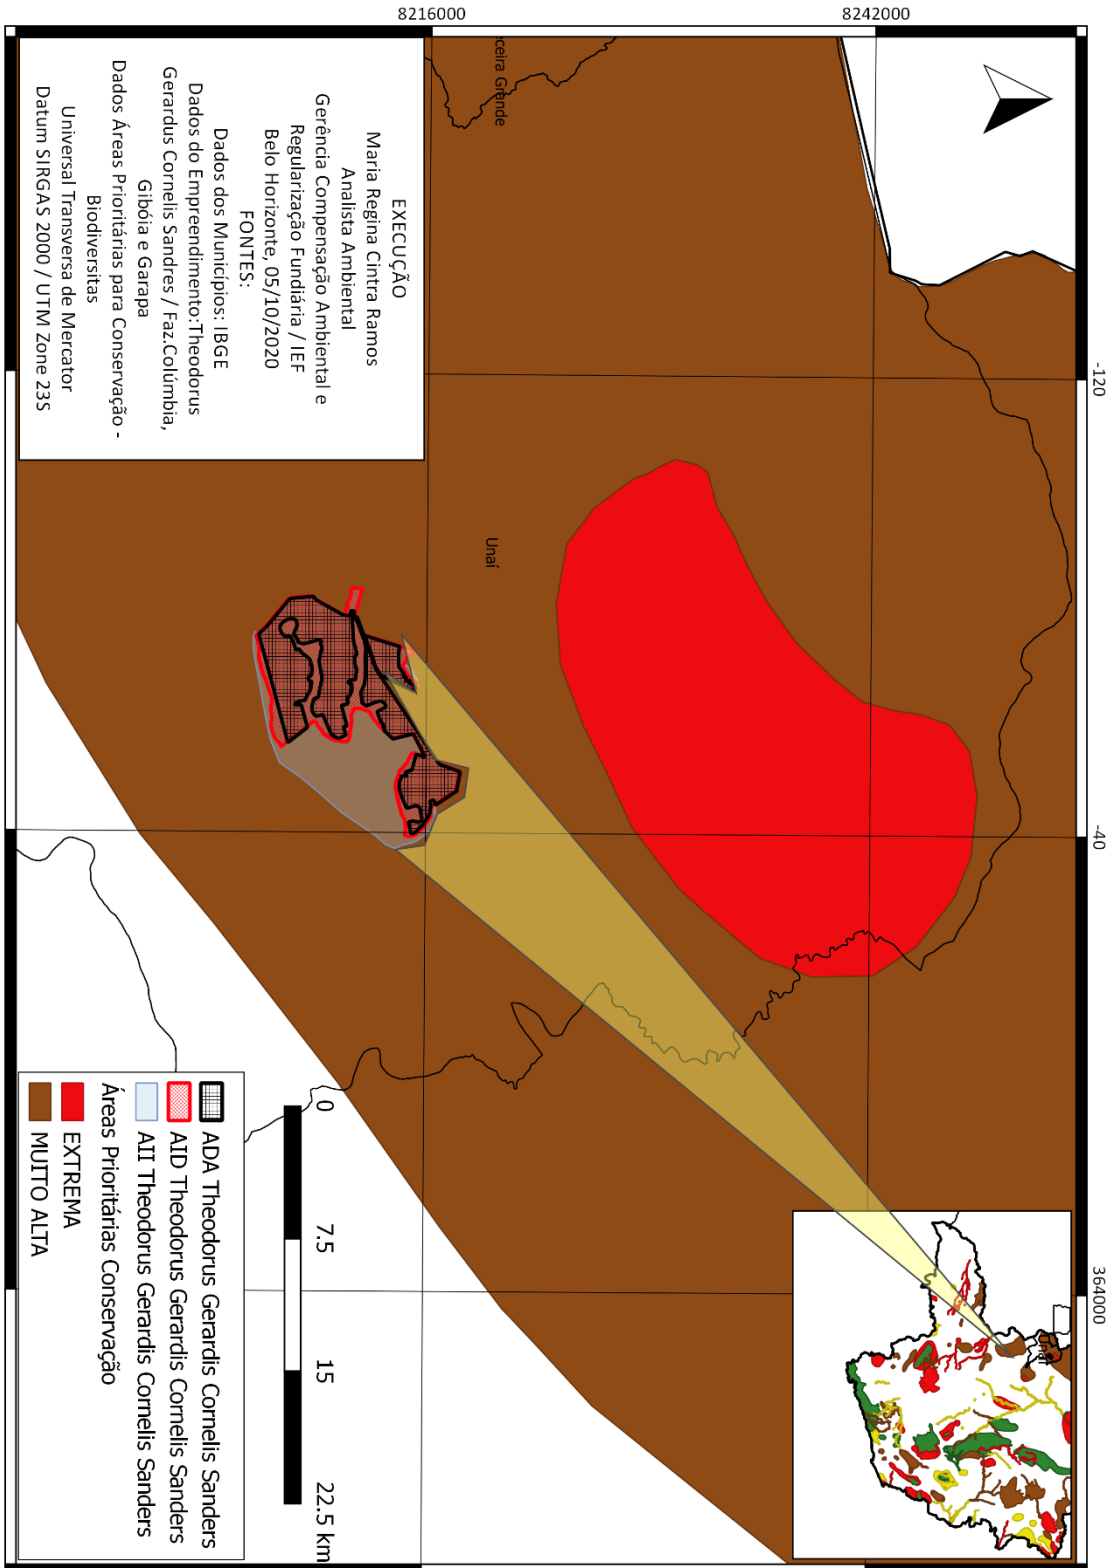 8216000
8242000
-120
-40
364000
ceira Grande
Unaí
EXECUÇÃO
Maria Regina Cintra Ramos
Analista Ambiental
Gerência Compensação Ambiental e
Regularização Fundiária / IEF
Belo Horizonte, 05/10/2020
FONTES:
Dados dos Municípios: IBGE
Dados do Empreendimento:Theodorus
Gerardus Cornelis Sandres / Faz.Colúmbia,
Gibóia e Garapa
Dados Áreas Prioritárias para Conservação -
Biodiversitas
Universal Transversa de Mercator
Datum SIRGAS 2000 / UTM Zone 23S
0 7.5 15 22.5 km
ADA Theodorus Gerardis Cornelis Sanders
AID Theodorus Gerardis Cornelis Sanders
AII Theodorus Gerardis Cornelis Sanders
Áreas Prioritárias Conservação
EXTREMA
MUITO ALTA